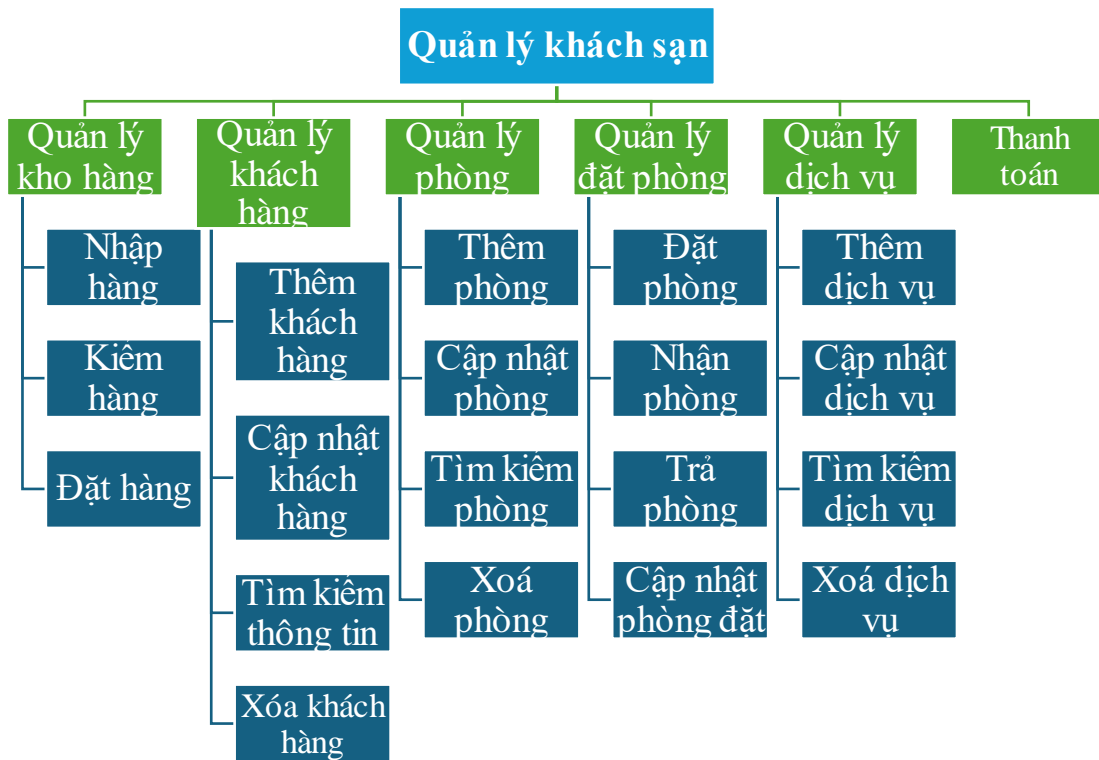 Quản lý khách sạn
Quản lý
kho hàng
Nhập
hàng
Kiểm
hàng
Đặt hàng
Quản lý
khách
hàng
Thêm
khách
hàng
Cập nhật
khách
hàng
Tìm kiếm
thông tin
Xóa khách
hàng
Quản lý
phòng
Thêm
phòng
Cập nhật
phòng
Tìm kiếm
phòng
Xoá
phòng
Quản lý
đặt phòng
Đặt
phòng
Nhận
phòng
Trả
phòng
Cập nhật
phòng đặt
Quản lý
dịch vụ
Thêm
dịch vụ
Cập nhật
dịch vụ
Tìm kiếm
dịch vụ
Xoá dịch
vụ
Thanh
toán